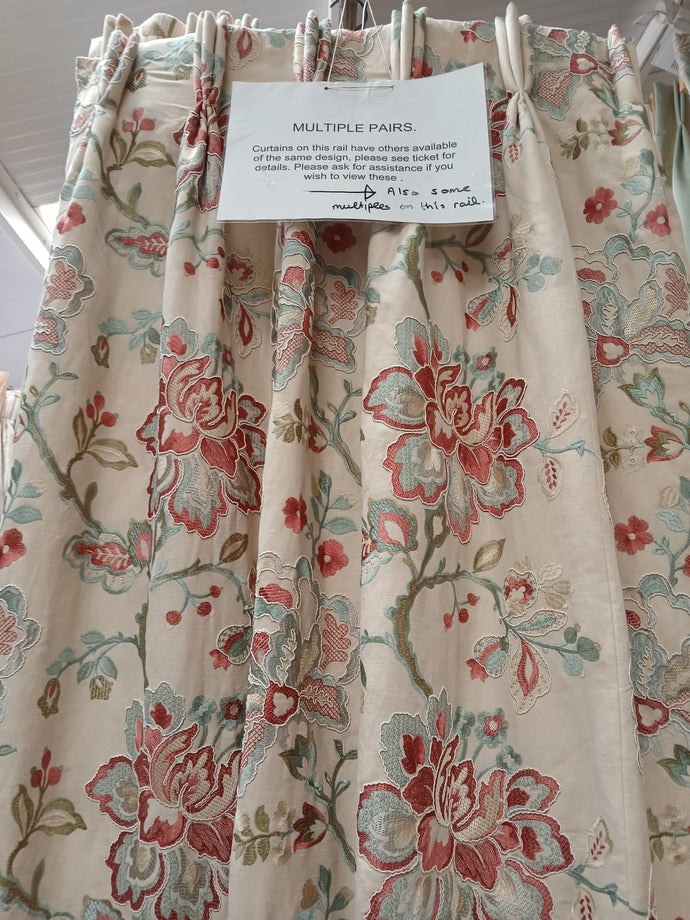 MULTIPLE PAIRS.
Curtains on this rail have others available
of the same design, please see ticket for
details. Please ask for assistance if you
wish to view these .
Also some
multiples on this rail.